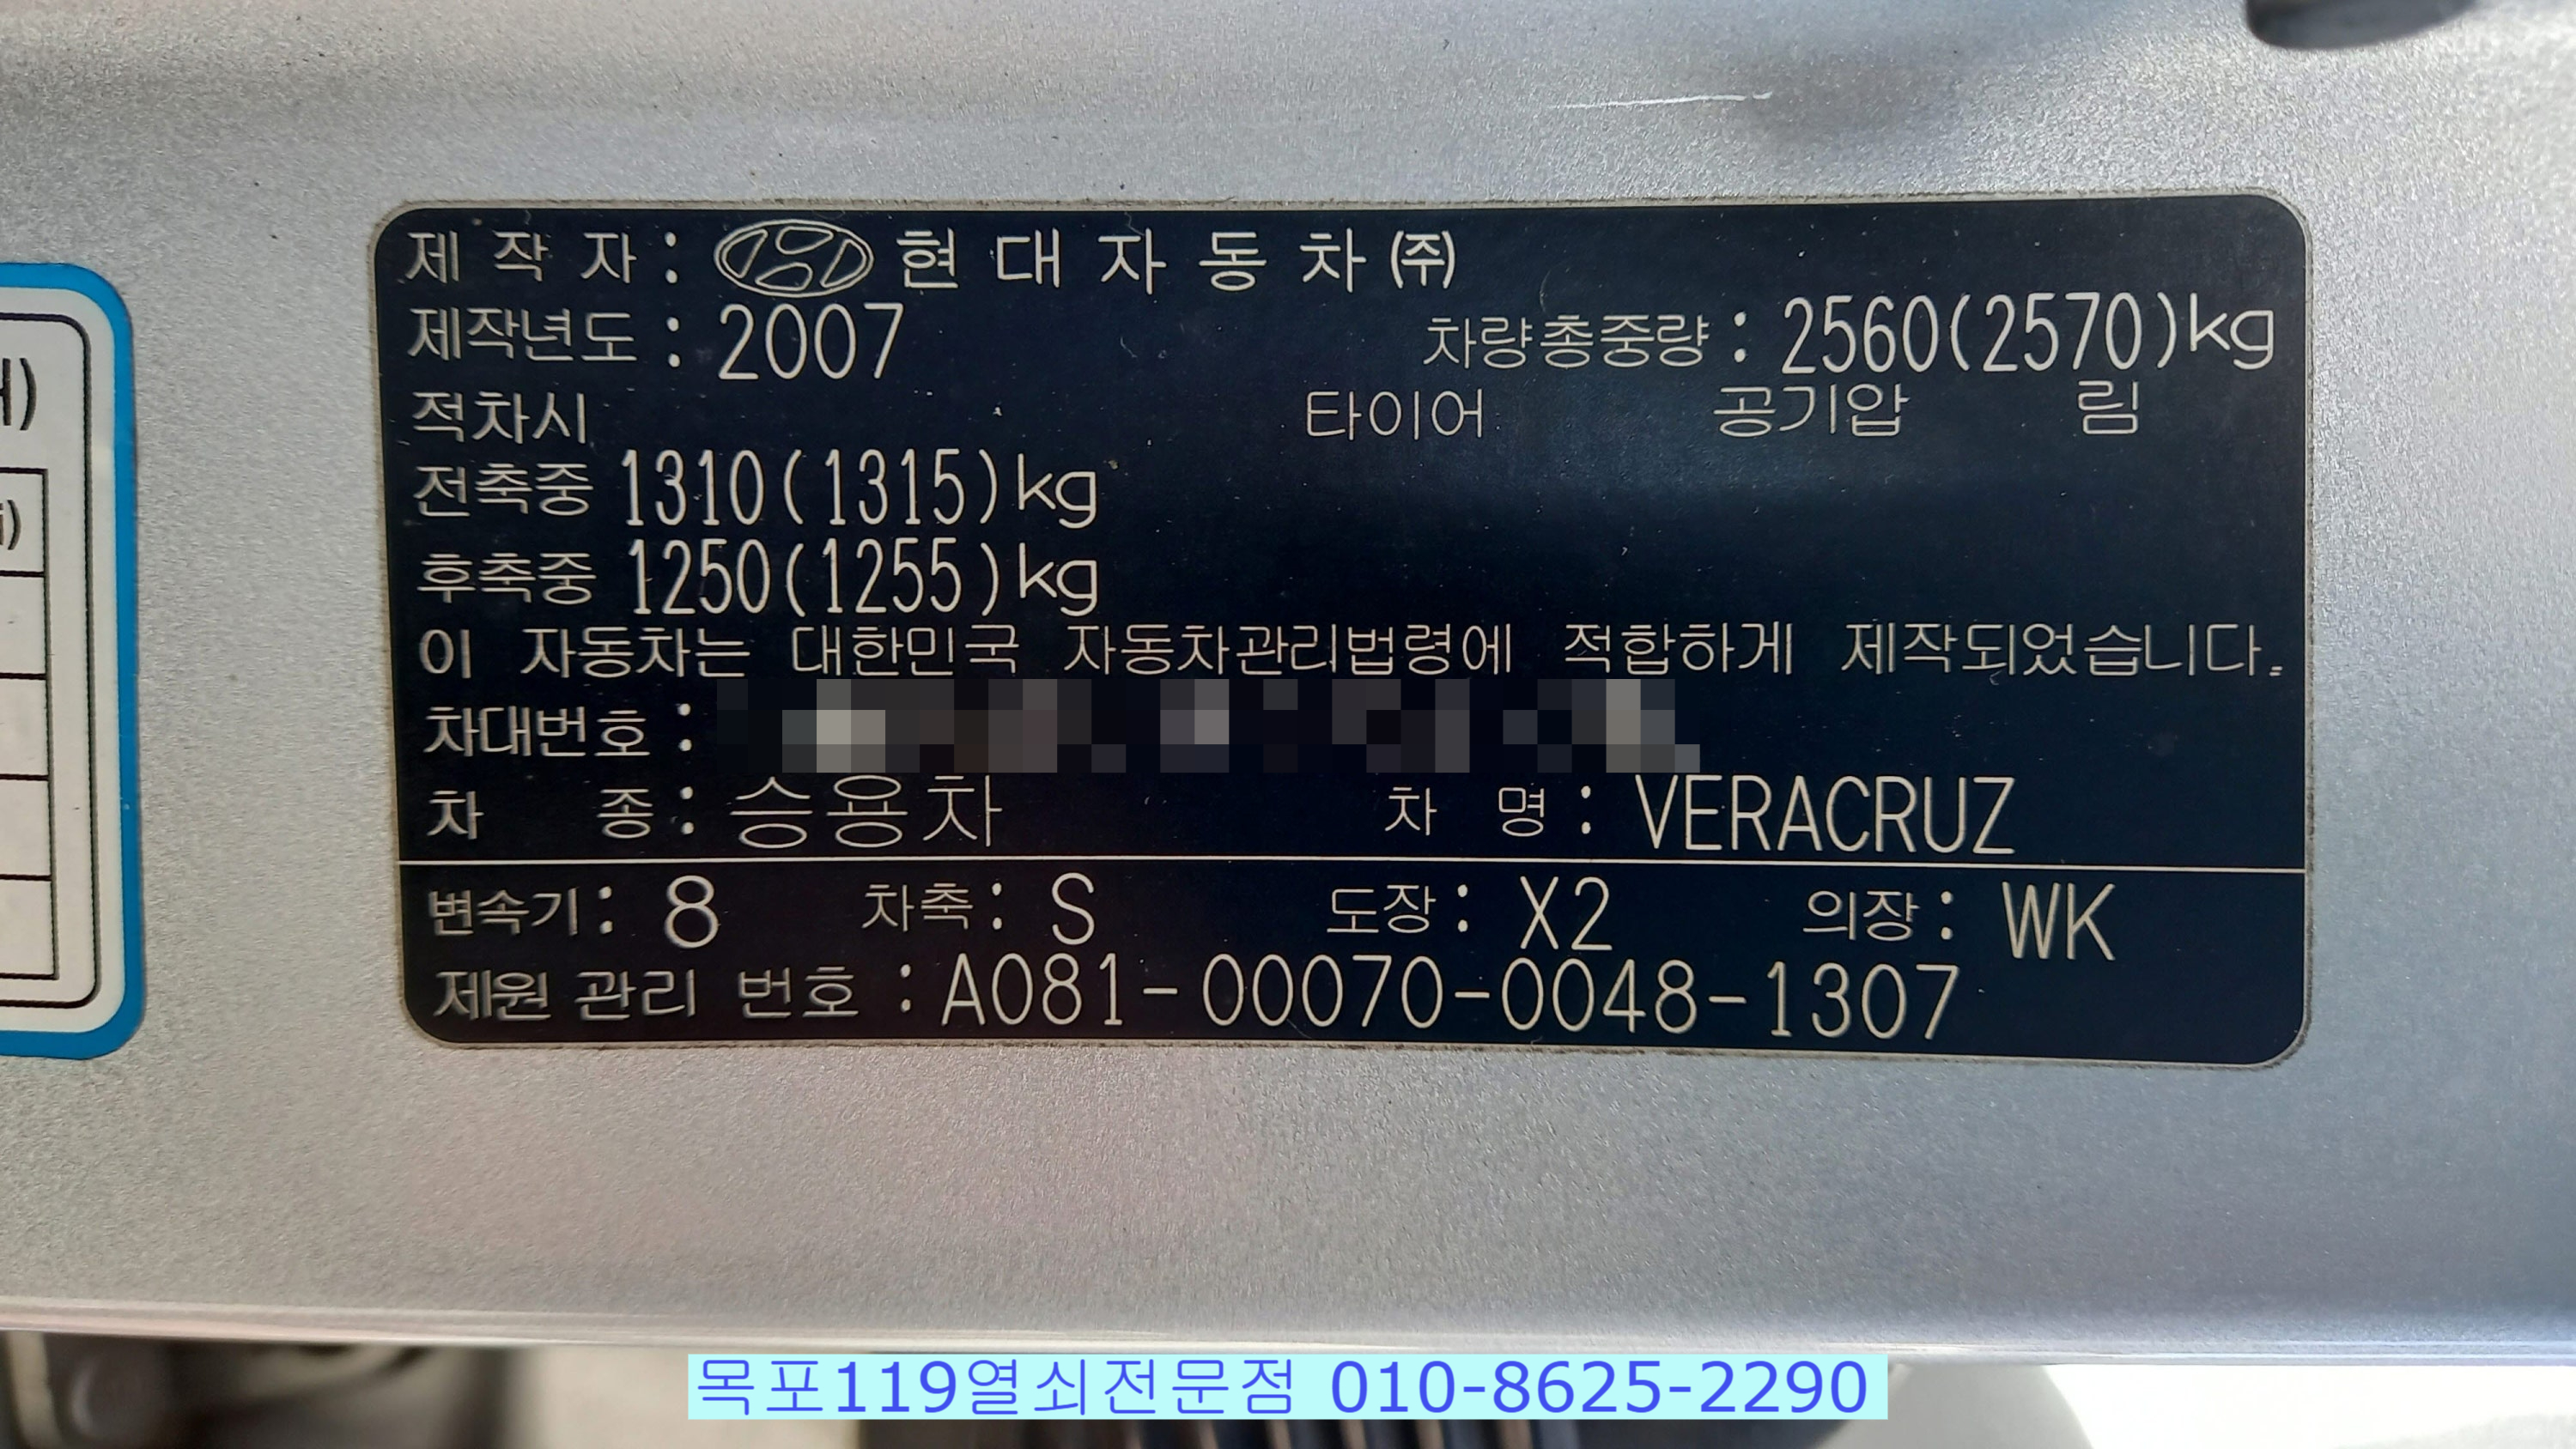 제 작 자 : 현 대 자 동 차 ㈜
제작년도 : 2007 차량총중량 : 2560(2570)kg
적차시 타이어 공기압 림
전축중 1310(1315)kg
후축중 1250(1255)kg
이 자동차는 대한민국 자동차관리법령에 적합하게 제작되었습니다.
차대번호 :
차 종 : 승용차 차 명 : VERACRUZ
변속기 : 8 차축 : S 도장 : X2 의장 : WK
제원 관리 번호 : A081-00070-0048-1307
목포119열쇠전문점 010-8625-2290